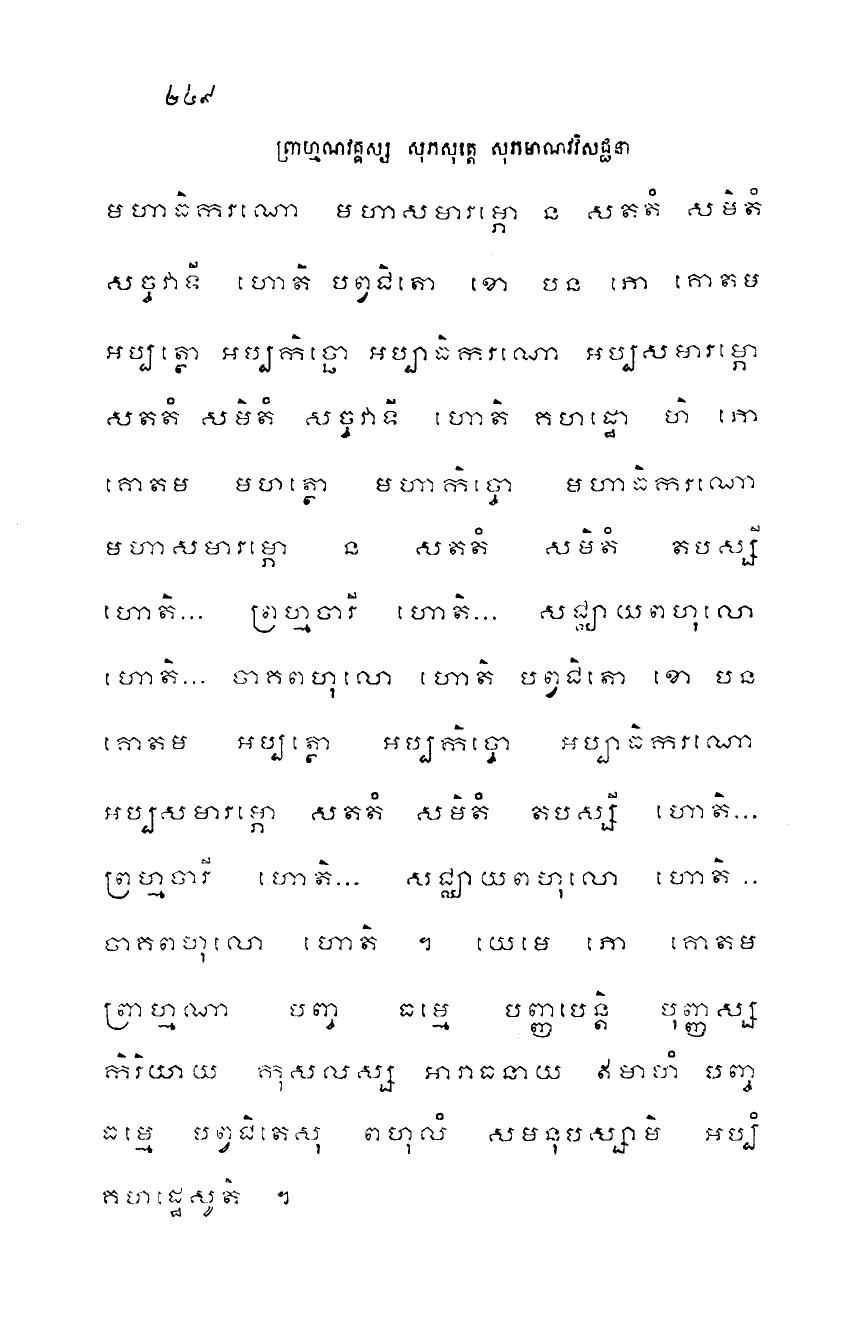 ២៤៩
ព្រាហ្មណវគ្គស្ស សុភសុត្តេ សុភមាណវវិសជ្ជនា
មហាធិករណោ មហាសមារម្ភោ ន សតតំ សមិតំ
សច្ចវាទី ហោតិ បព្វជិតោ ខោ បន ភោ គោតម
អប្បត្ថោ អប្បកិច្ចោ អប្បាធិករណោ អប្បសមារម្ភោ
សតតំ សមិតំ សច្ចវាទី ហោតិ គហដ្ឋោ ហិ ភោ
គោតម មហត្ថោ មហាកិច្ចោ មហាធិករណោ
មហាសមារម្ភោ ន សតតំ សមិតំ តបស្សី
ហោតិ... ព្រហ្មចារី ហោតិ... សជ្ឈាយពហុលោ
ហោតិ... ចាគពហុលោ ហោតិ បព្វជិតោ ខោ បន
គោតម អប្បត្ថោ អប្បកិច្ចោ អប្បាធិករណោ
អប្បសមារម្ភោ សតតំ សមិតំ តបស្សី ហោតិ...
ព្រហ្មចារី ហោតិ... សជ្ឈាយពហុលោ ហោតិ ..
ចាគពហុលោ ហោតិ ។ យេមេ ភោ គោតម
ព្រាហ្មណា បញ្ច ធម្មេ បញ្ញាបេន្តិ បុញ្ញស្ស
កិរិយាយ កុសលស្ស អារាធនាយ ឥមាហំ បញ្ច
ធម្មេ បព្វជិតេសុ ពហុលំ សមនុបស្សាមិ អប្បំ
គហដ្ឋេសូតិ ។